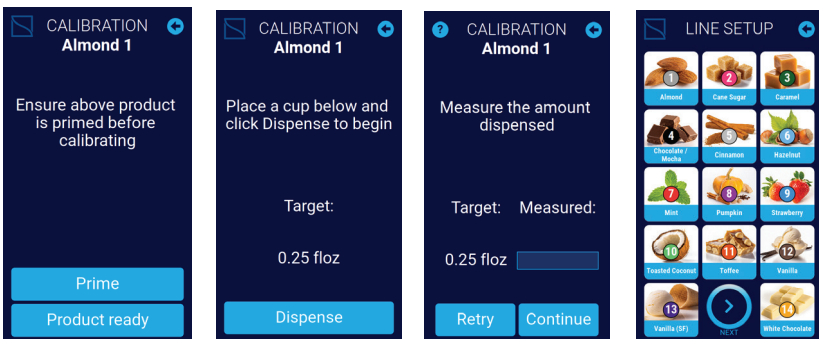 CALIBRATION
Almond 1
Ensure above product
is primed before
calibrating
Prime
Product ready
CALIBRATION
Almond 1
Place a cup below and
click Dispense to begin
Target:
0.25 floz
Dispense
?
CALIBRATION
Almond 1
Measure the amount
dispensed
Target: Measured:
0.25 floz
Retry Continue
LINE SETUP
1 2 3
Almond Cane Sugar Caramel
4 5 6
Chocolate /
Mocha Cinnamon Hazelnut
7 8 9
Mint Pumpkin Strawberry
10 11 12
Toasted Coconut Toffee Vanilla
13 14
Vanilla (SF) NEXT White Chocolate